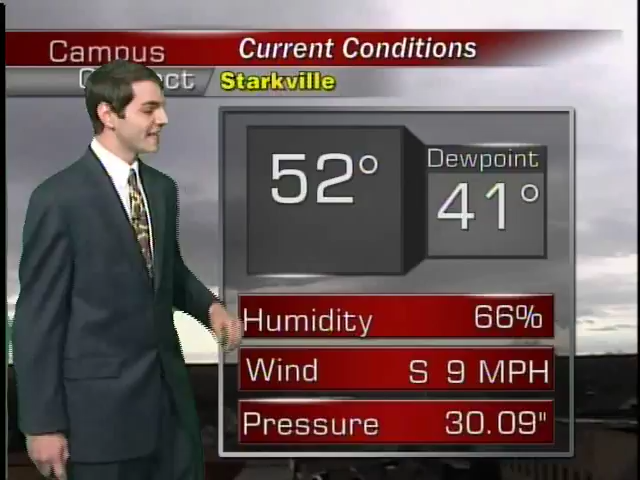 Campus
Current Conditions
Starkville
52°
Dewpoint
41°
Humidity 66%
Wind S 9 MPH
Pressure 30.09"